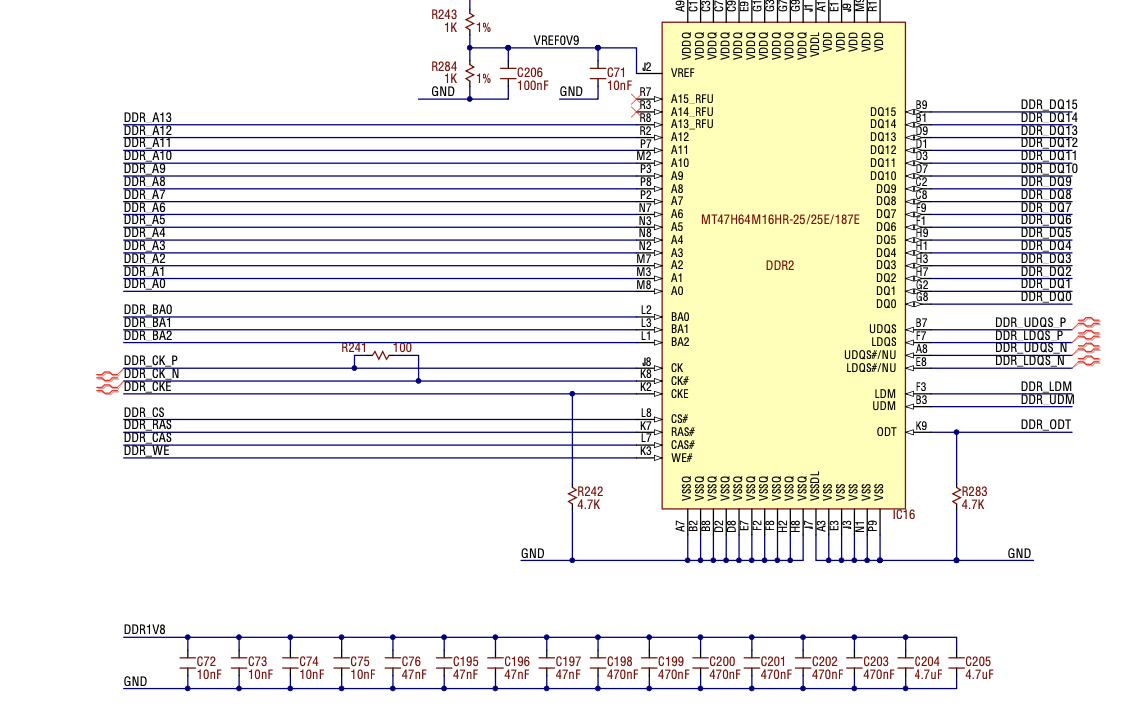 A9 C1 C3 C7 C9 E9 G1 G3 G7 G9 J1 A1 E1 J9 M9 R1
VDDQ VDDQ VDDQ VDDQ VDDQ VDDQ VDDQ VDDQ VDDQ VDDQ VDDL VDD VDD VDD VDD VDD
R243
1K 1%
VREF0V9
R284
1K 1%
C206
100nF
C71
10nF
GND
GND
J2 VREF
R7 A15_RFU
R3 A14_RFU
DDR_A13 R8 A13_RFU
DDR_A12 R2 A12
DDR_A11 P7 A11
DDR_A10 M2 A10
DDR_A9 P3 A9
DDR_A8 P8 A8
DDR_A7 P2 A7
DDR_A6 N7 A6
DDR_A5 N3 A5
DDR_A4 N8 A4
DDR_A3 N2 A3
DDR_A2 M7 A2
DDR_A1 M3 A1
DDR_A0 M8 A0
DDR_BA0 L2 BA0
DDR_BA1 L3 BA1
DDR_BA2 L1 BA2
R241 100
DDR_CK_P J8 CK
DDR_CK_N K8 CK#
DDR_CKE K2 CKE
DDR_CS L8 CS#
DDR_RAS K7 RAS#
DDR_CAS L7 CAS#
DDR_WE K3 WE#
MT47H64M16HR-25/25E/187E
DDR2
DQ15 B9 DDR_DQ15
DQ14 B1 DDR_DQ14
DQ13 D9 DDR_DQ13
DQ12 D1 DDR_DQ12
DQ11 D3 DDR_DQ11
DQ10 D7 DDR_DQ10
DQ9 C2 DDR_DQ9
DQ8 C8 DDR_DQ8
DQ7 F9 DDR_DQ7
DQ6 F1 DDR_DQ6
DQ5 H9 DDR_DQ5
DQ4 H1 DDR_DQ4
DQ3 H3 DDR_DQ3
DQ2 H7 DDR_DQ2
DQ1 G2 DDR_DQ1
DQ0 G8 DDR_DQ0
UDQS B7 DDR_UDQS_P
LDQS F7 DDR_LDQS_P
UDQS#/NU A8 DDR_UDQS_N
LDQS#/NU E8 DDR_LDQS_N
LDM F3 DDR_LDM
UDM B3 DDR_UDM
ODT K9 DDR_ODT
R242
4.7K
R283
4.7K
VSSQ VSSQ VSSQ VSSQ VSSQ VSSQ VSSQ VSSQ VSSQ VSSQ VSSDL VSS VSS VSS VSS VSS
IC16
A7 B2 B8 D2 D8 E7 F2 F8 H2 H8 J7 A3 E3 J3 N1 P9
GND
GND
DDR1V8
C72 C73 C74 C75 C76 C195 C196 C197 C198 C199 C200 C201 C202 C203 C204 C205
10nF 10nF 10nF 10nF 47nF 47nF 47nF 47nF 470nF 470nF 470nF 470nF 470nF 470nF 4.7uF 4.7uF
GND